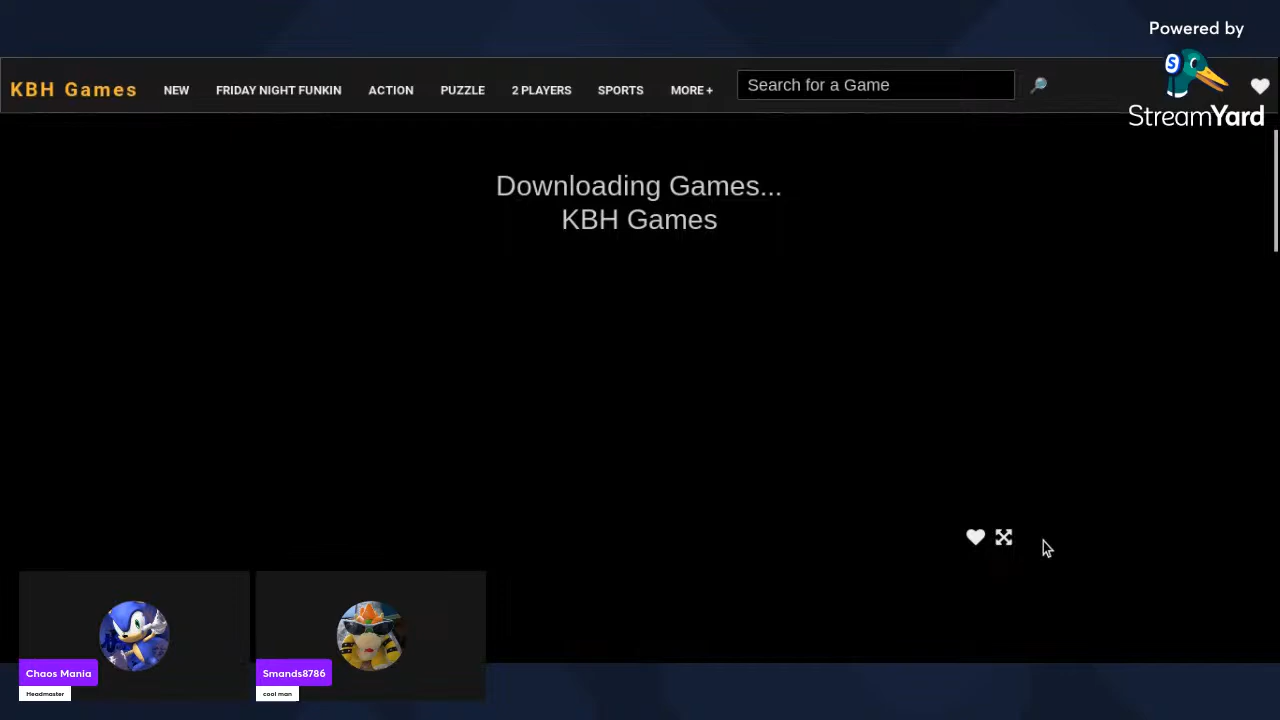 Powered by
StreamYard
KBH Games
NEW
FRIDAY NIGHT FUNKIN
ACTION
PUZZLE
2 PLAYERS
SPORTS
MORE +
Search for a Game
Downloading Games...
KBH Games
Chaos Mania
Headmaster
Smands8786
cool man